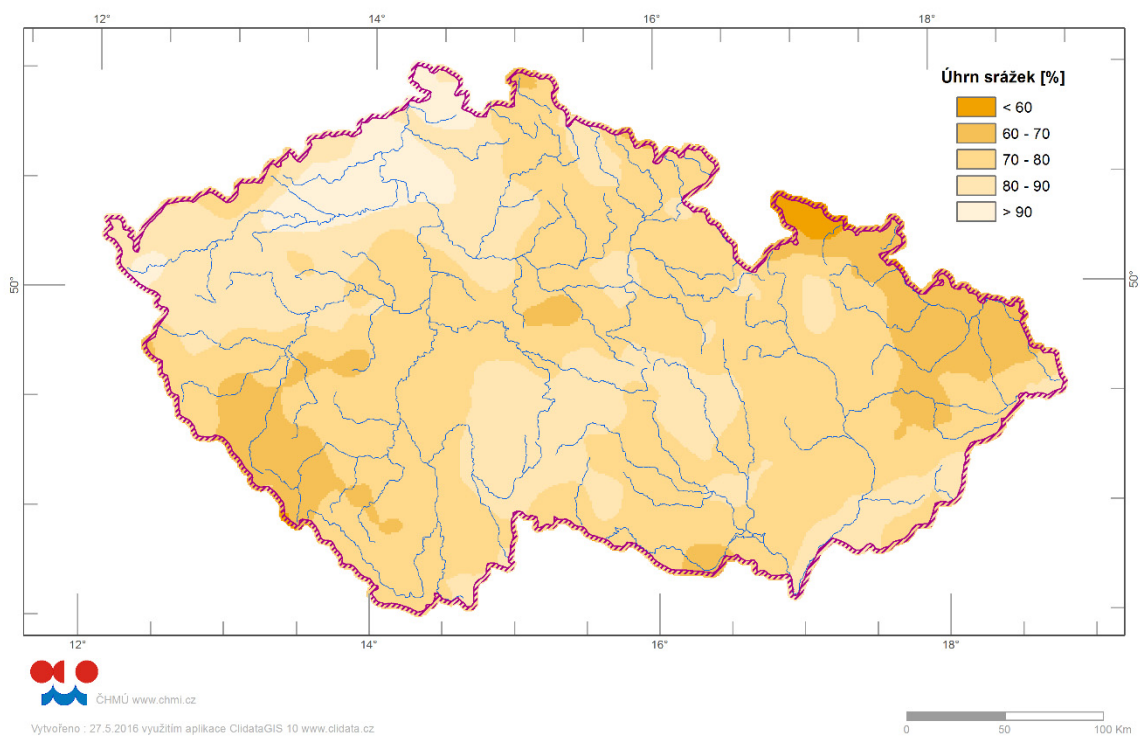 12° 14° 16° 18°
Úhrn srážek [%]
< 60
60 - 70
70 - 80
80 - 90
> 90
50° 50°
12° 14° 16° 18°
ČHMÚ www.chmi.cz
Vytvořeno : 27.5.2016 využitím aplikace ClidataGIS 10 www.clidata.cz
0 50 100 Km